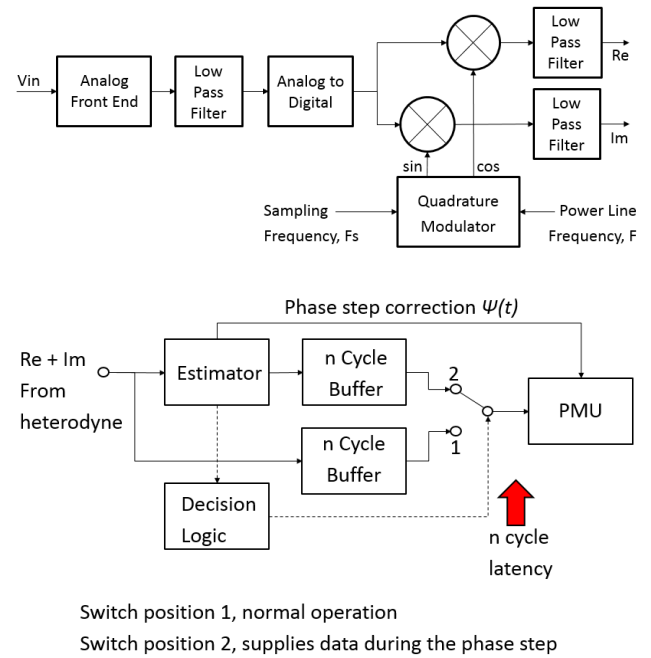 Vin
Analog
Front End
Low
Pass
Filter
Analog to
Digital
Low
Pass
Filter
Re
Low
Pass
Filter
Im
sin
cos
Sampling
Frequency, Fs
Quadrature
Modulator
Power Line
Frequency, F
Phase step correction Ψ(t)
Re + Im
From
heterodyne
Estimator
n Cycle
Buffer
2
PMU
n Cycle
Buffer
1
Decision
Logic
n cycle
latency
Switch position 1, normal operation
Switch position 2, supplies data during the phase step